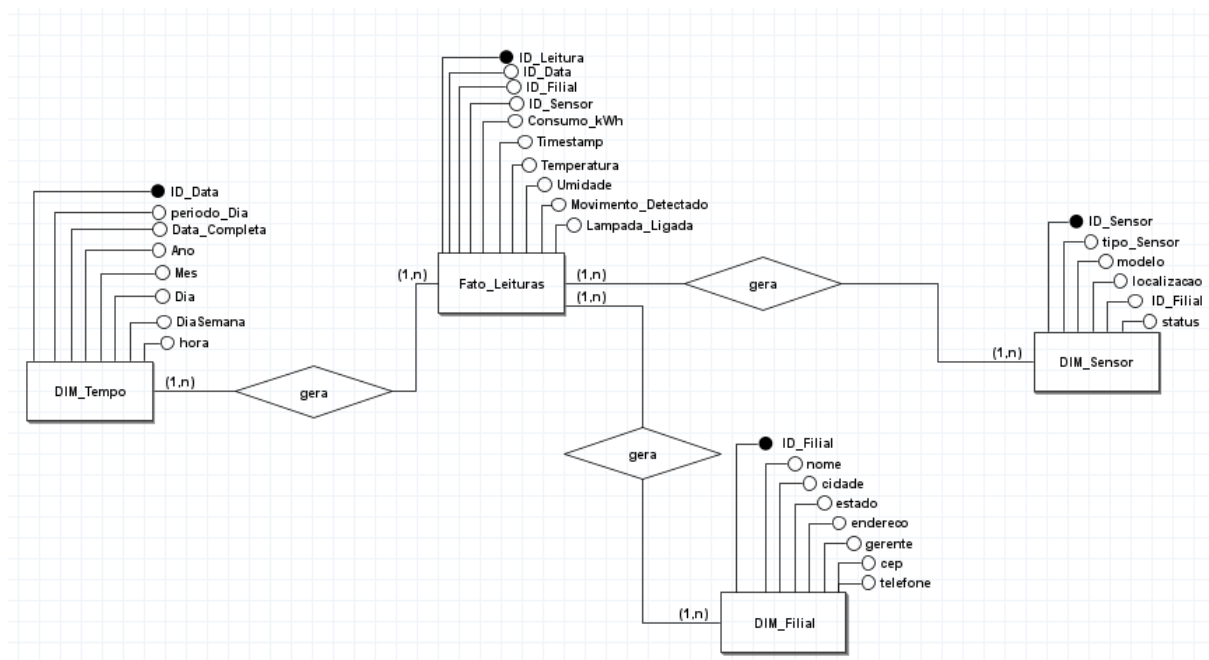 ID_Leitura
ID_Data
ID_Filial
ID_Sensor
Consumo_kWh
Timestamp
Temperatura
Umidade
Movimento_Detectado
Lampada_Ligada
Fato_Leituras
(1,n)
(1,n)
(1,n)
ID_Data
periodo_Dia
Data_Completa
Ano
Mes
Dia
DiaSemana
hora
DIM_Tempo
(1,n)
gera
gera
ID_Sensor
tipo_Sensor
modelo
localizacao
ID_Filial
status
DIM_Sensor
(1,n)
gera
ID_Filial
nome
cidade
estado
endereco
gerente
cep
telefone
DIM_Filial
(1,n)